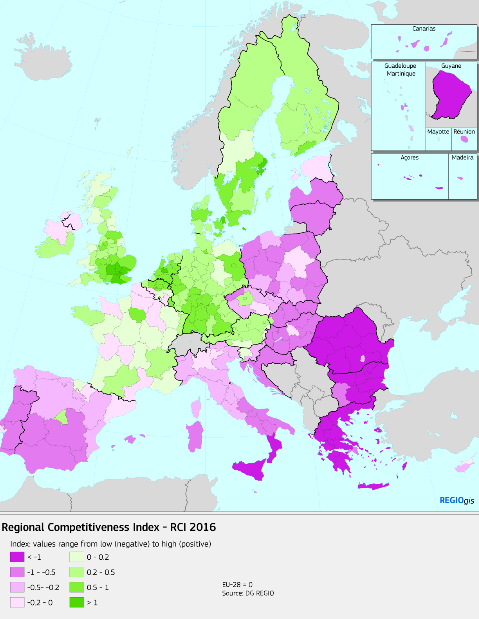 Canarias
Guadeloupe
Martinique
Guyane
Mayotte
Réunion
Açores
Madeira
REGIOgis
Regional Competitiveness Index - RCI 2016
Index: values range from low (negative) to high (positive)
< -1
-1 - -0.5
-0.5- -0.2
-0.2 - 0
0 - 0.2
0.2 - 0.5
0.5 - 1
> 1
EU-28 = 0
Source: DG REGIO